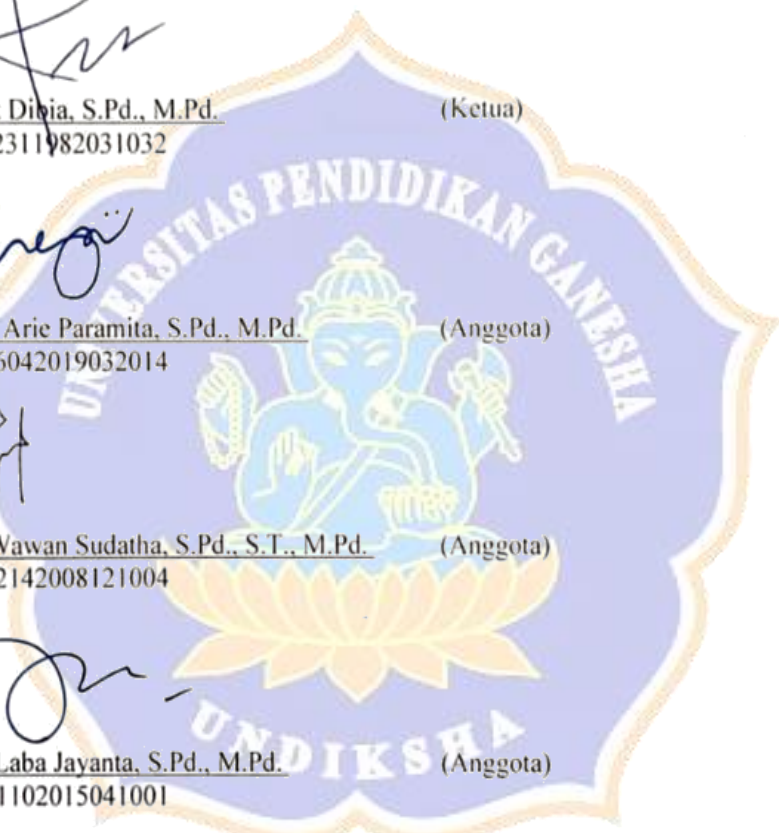 Dibia, S.Pd., M.Pd. (Ketua)
2311982031032
UNIVERSITAS PENDIDIKAN GANESHA
Arie Paramita, S.Pd., M.Pd. (Anggota)
6042019032014
Wawan Sudatha, S.Pd., S.T., M.Pd. (Anggota)
2142008121004
UNDIKSHA
Laba Jayanta, S.Pd., M.Pd. (Anggota)
1102015041001